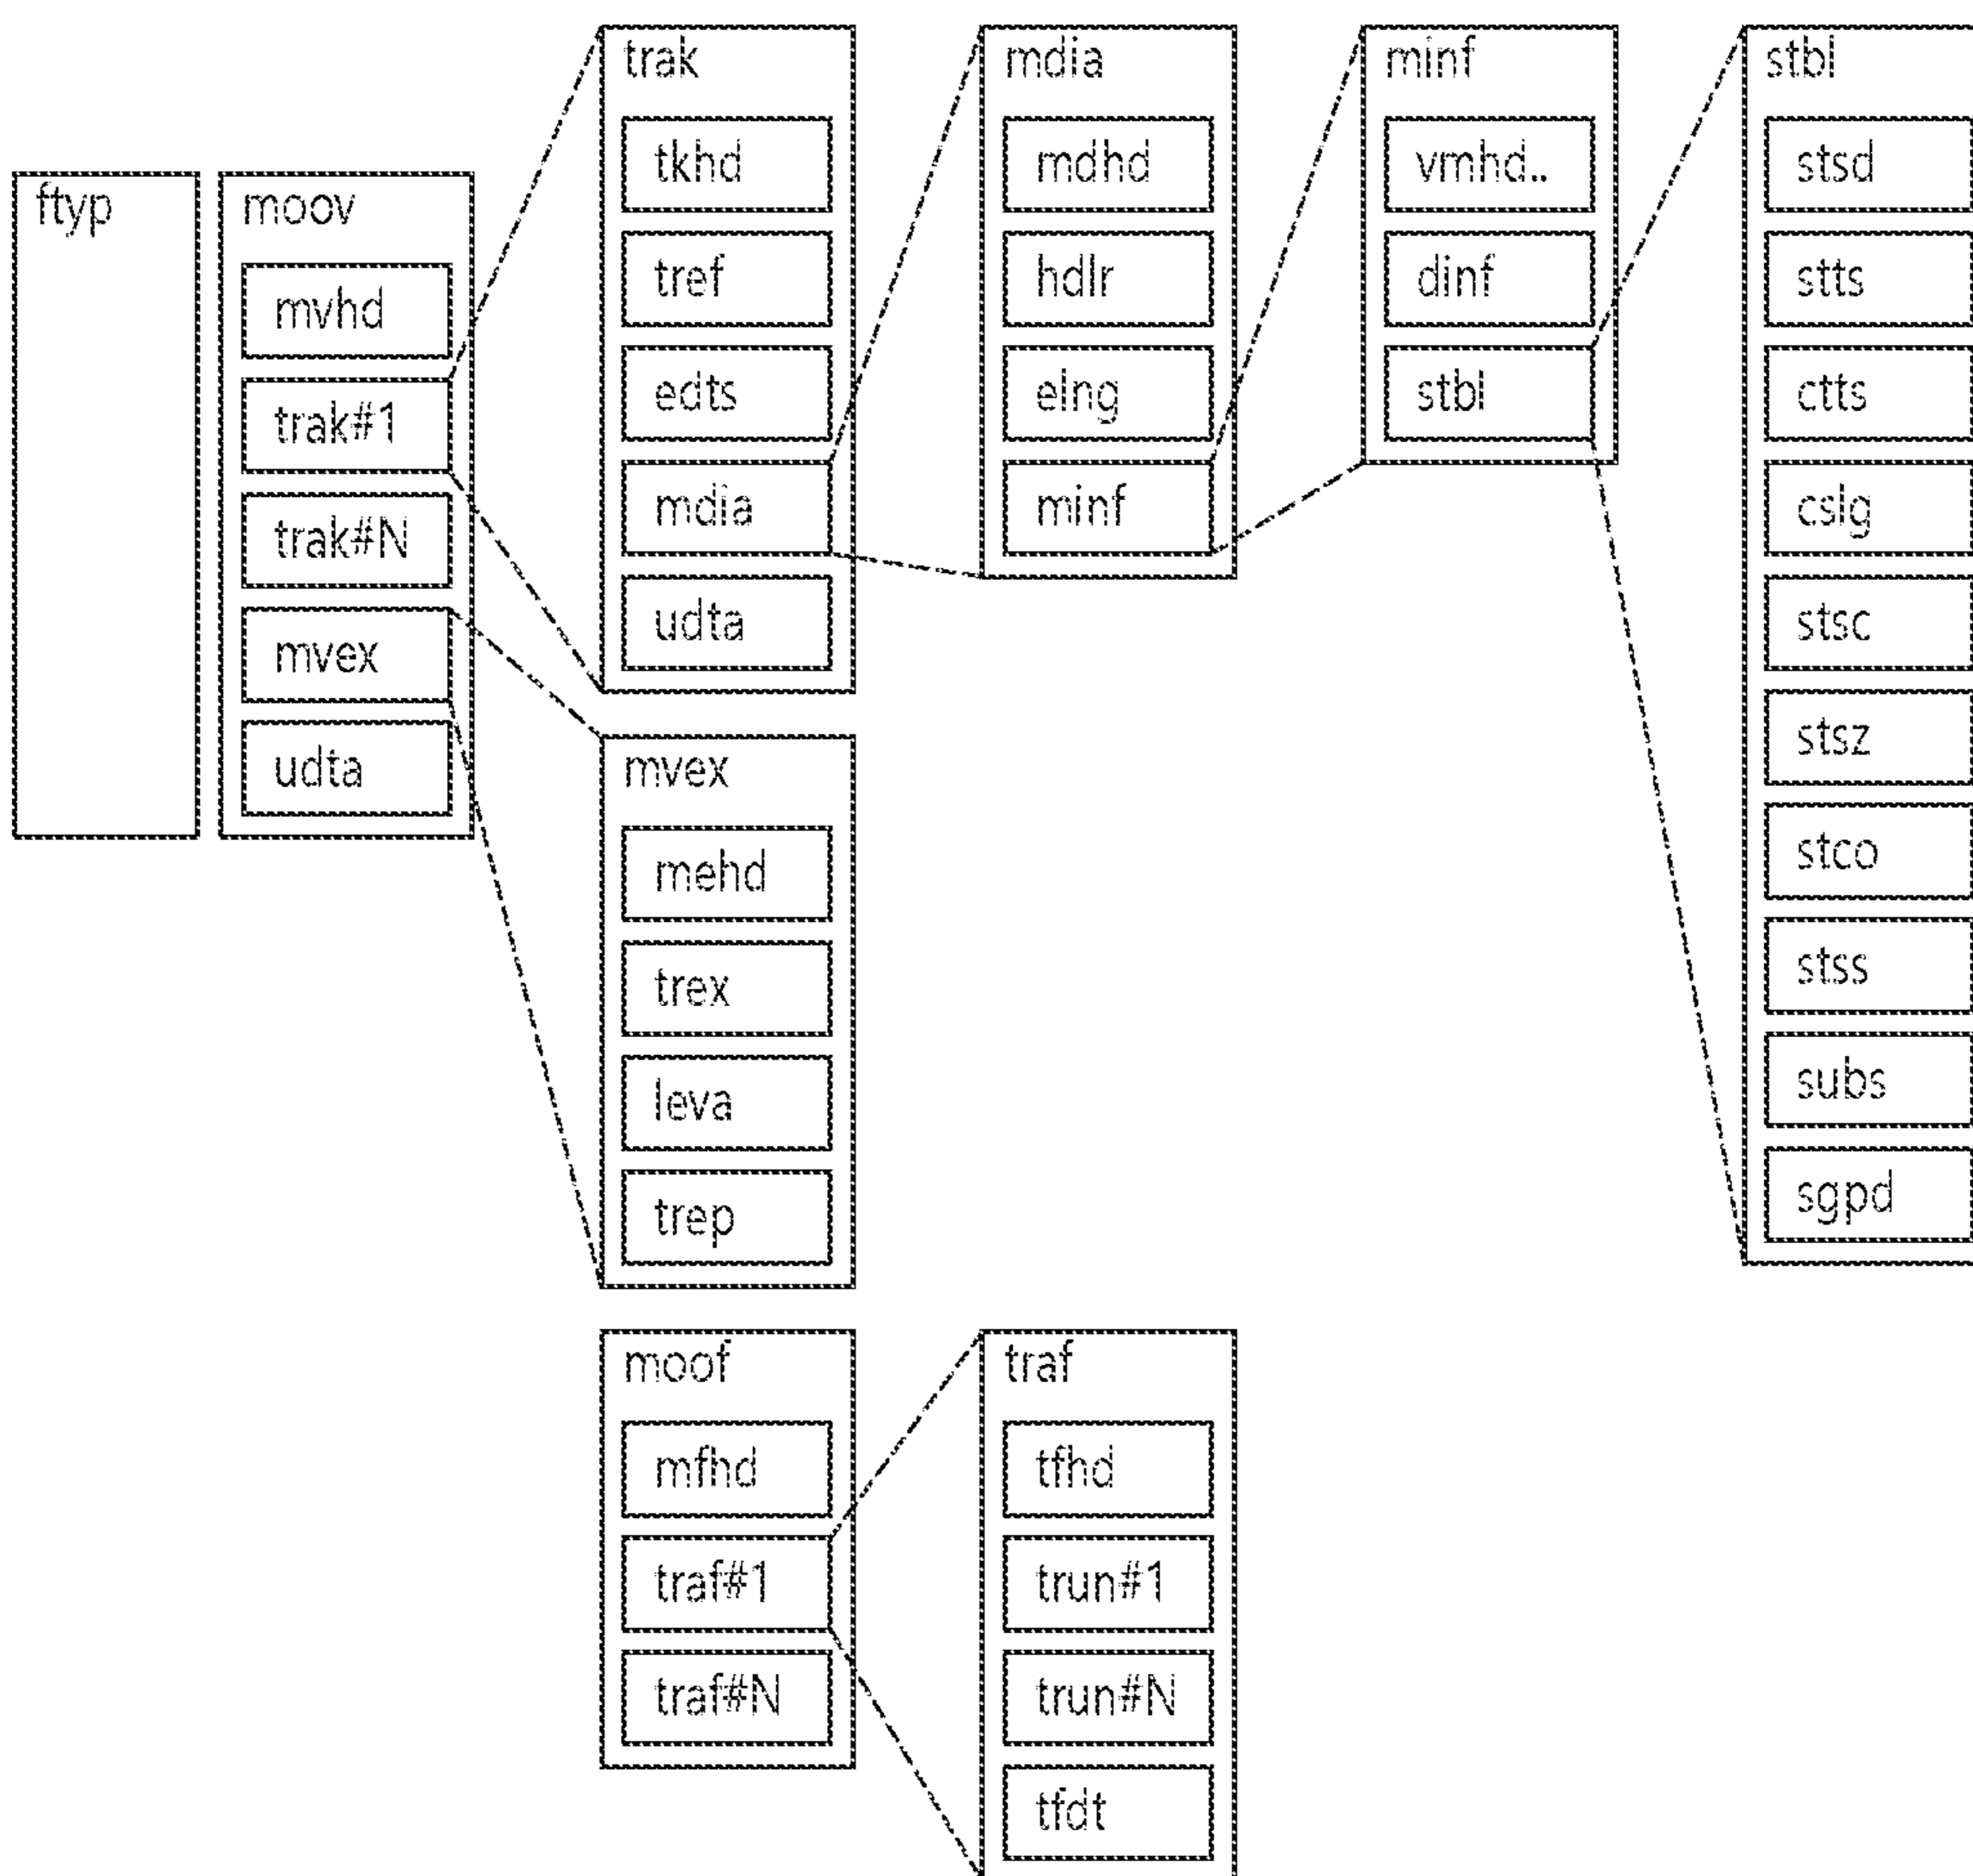 ftyp
moov
mvhd
trak#1
trak#N
mvex
udta
trak
tkhd
tref
edts
mdia
udta
mvex
mehd
trex
leva
trep
moof
mfhd
traf#1
traf#N
mdia
mdhd
hdlr
elng
minf
traf
tfhd
trun#1
trun#N
tfdt
minf
vmhd..
dinf
stbl
stbl
stsd
stts
ctts
cslg
stsc
stsz
stco
stss
subs
sgpd